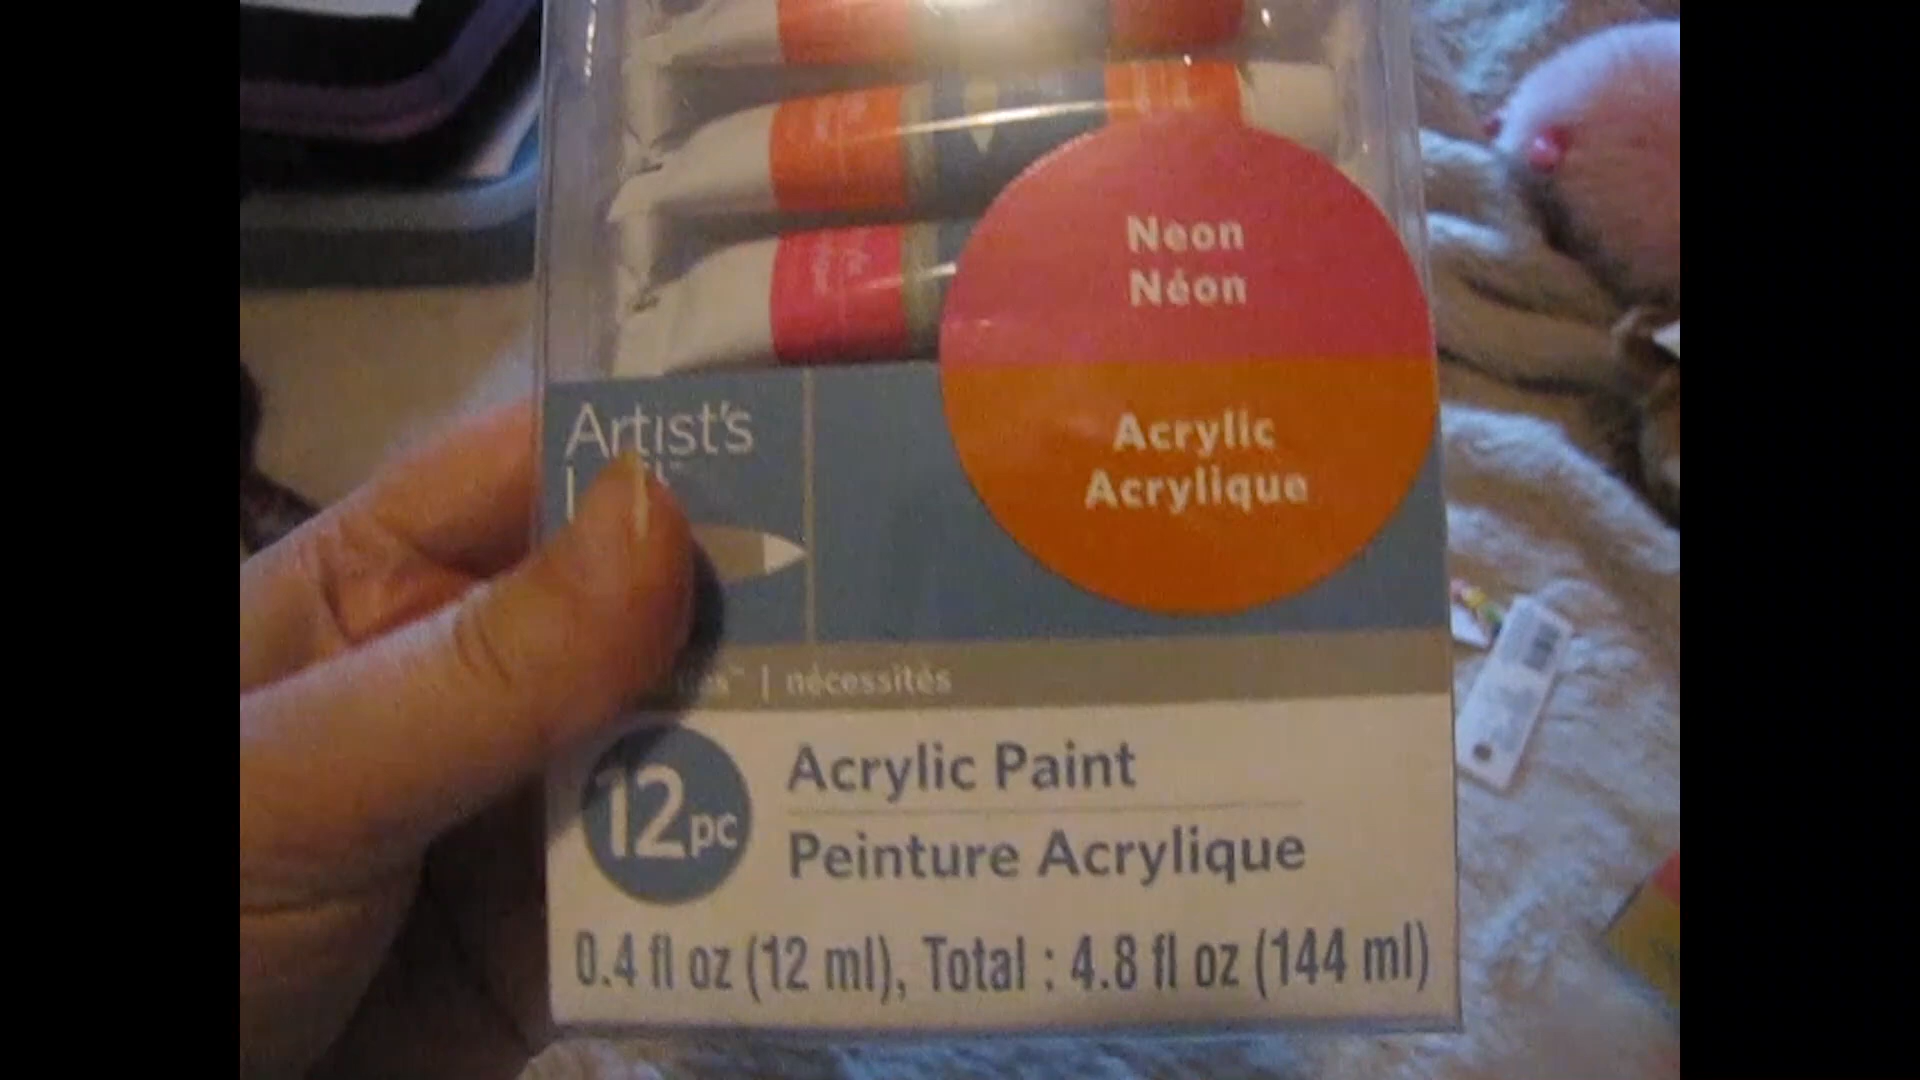 Neon
Néon
Acrylic
Acrylique
Artist's
| nécessités
12pc
Acrylic Paint
Peinture Acrylique
0.4 fl oz (12 ml), Total : 4.8 fl oz (144 ml)